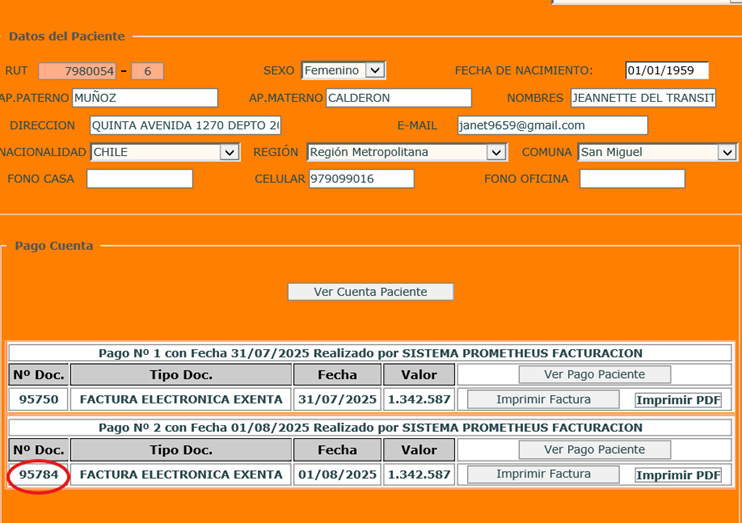 Datos del Paciente
RUT 7980054 - 6 SEXO Femenino FECHA DE NACIMIENTO: 01/01/1959
AP.PATERNO MUÑOZ AP.MATERNO CALDERON NOMBRES JEANNETTE DEL TRANSIT
DIRECCION QUINTA AVENIDA 1270 DEPTO 20 E-MAIL janet9659@gmail.com
NACIONALIDAD CHILE REGIÓN Región Metropolitana COMUNA San Miguel
FONO CASA CELULAR 979099016 FONO OFICINA
Pago Cuenta
Ver Cuenta Paciente
Pago Nº 1 con Fecha 31/07/2025 Realizado por SISTEMA PROMETHEUS FACTURACION
Nº Doc. Tipo Doc. Fecha Valor Ver Pago Paciente
95750 FACTURA ELECTRONICA EXENTA 31/07/2025 1.342.587 Imprimir Factura Imprimir PDF
Pago Nº 2 con Fecha 01/08/2025 Realizado por SISTEMA PROMETHEUS FACTURACION
Nº Doc. Tipo Doc. Fecha Valor Ver Pago Paciente
95784 FACTURA ELECTRONICA EXENTA 01/08/2025 1.342.587 Imprimir Factura Imprimir PDF